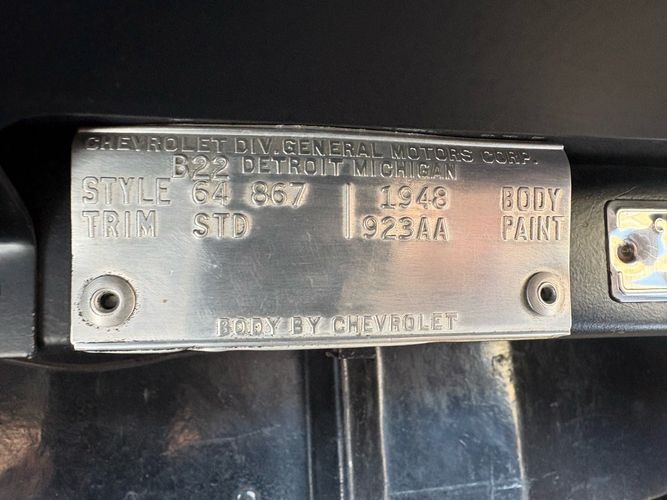 CHEVROLET DIV. GENERAL MOTORS CORP.
B22 DETROIT MICHIGAN
STYLE 64 867 1948 BODY
TRIM STD 923AA PAINT
BODY BY CHEVROLET